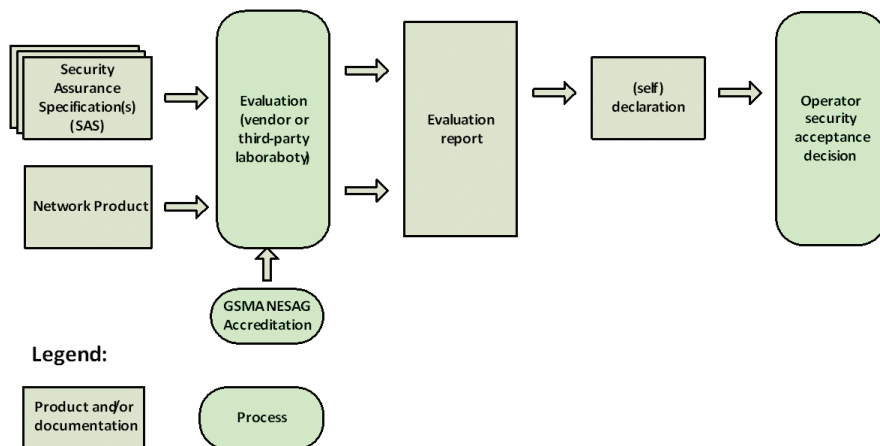 Security
Assurance
Specification(s)
(SAS)
Network Product
Evaluation
(vendor or
third-party
laboraboty)
GSMA NESAG
Accreditation
Evaluation
report
(self)
declaration
Operator
security
acceptance
decision
Legend:
Product and/or
documentation
Process